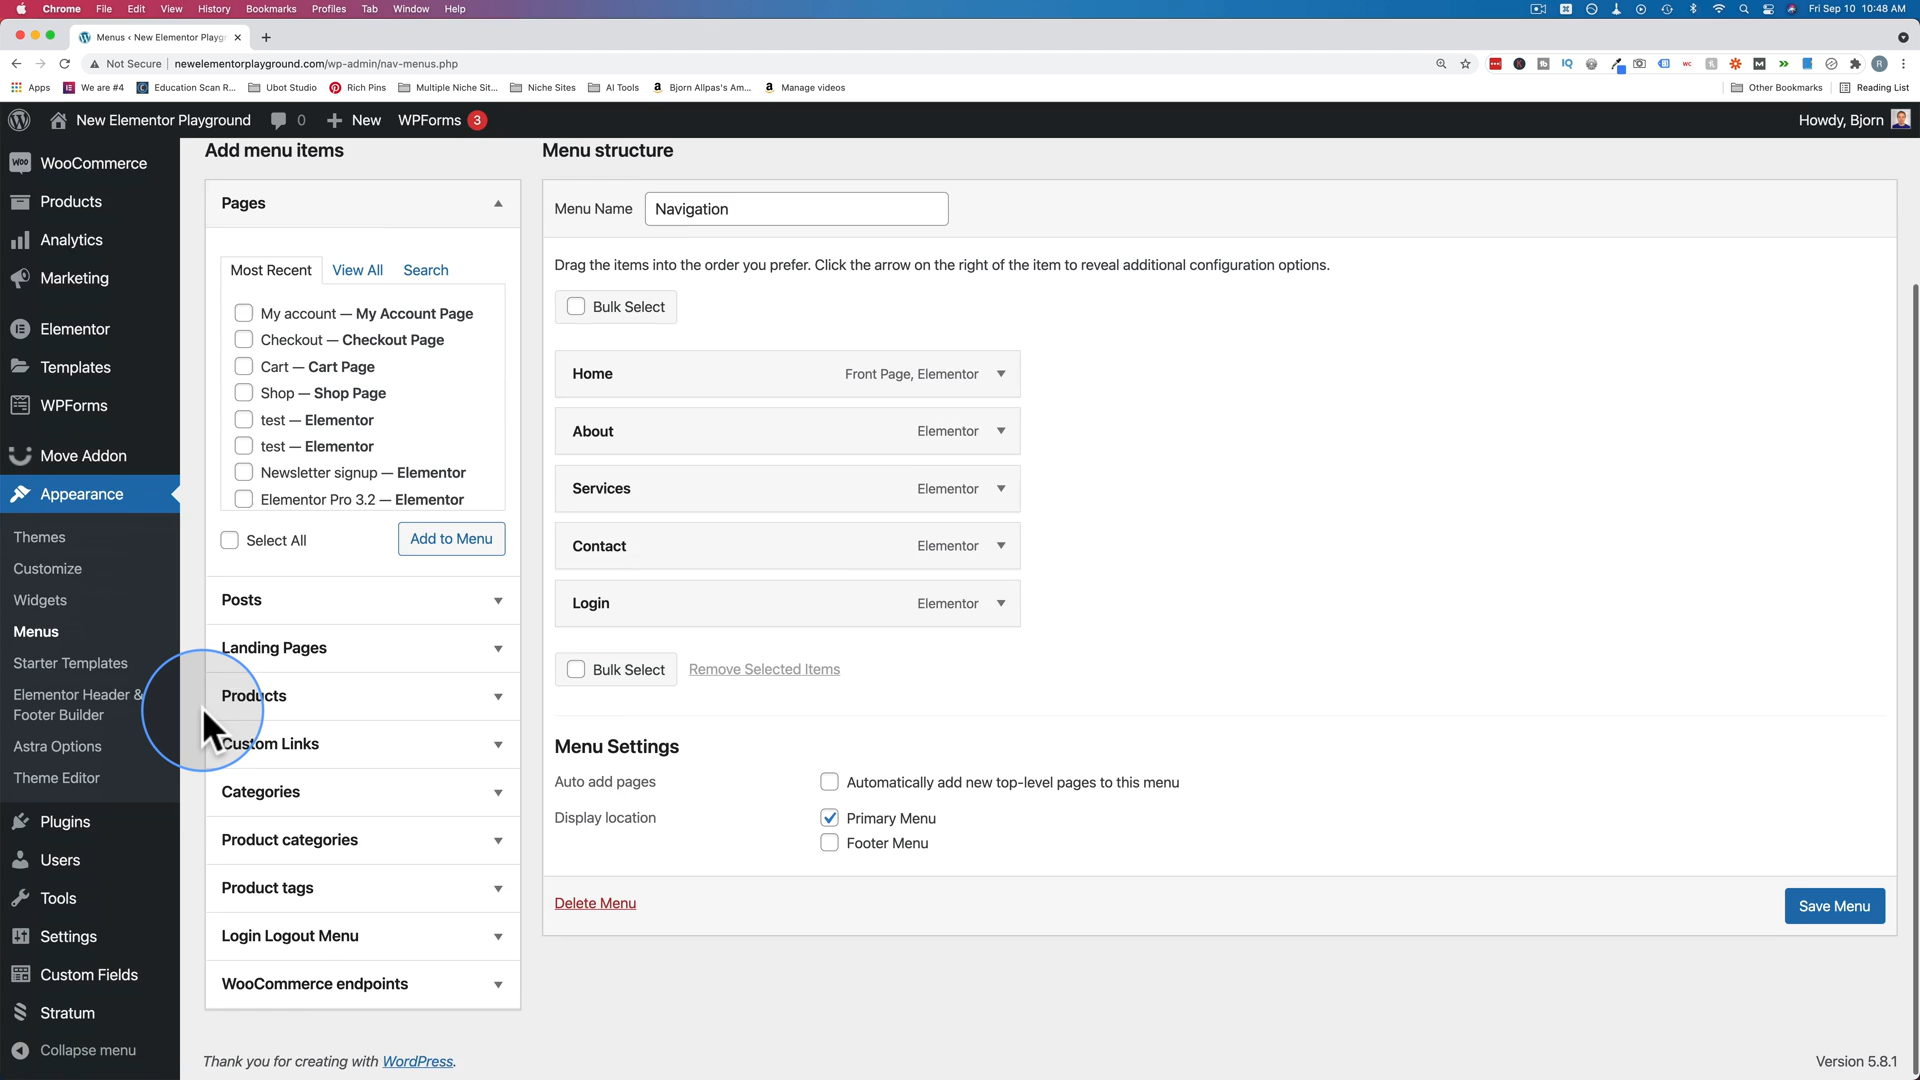 Chrome File Edit View History Bookmarks Profiles Tab Window Help Fri Sep 10 10:48 AM
Menus ‹ New Elementor Playgr
Not Secure newelementorplayground.com/wp-admin/nav-menus.php
Apps We are #4 Education Scan R... Ubot Studio Rich Pins Multiple Niche Sit... Niche Sites AI Tools Bjorn Allpas's Am... Manage videos Other Bookmarks Reading List
New Elementor Playground 0 New WPForms 3 Howdy, Bjorn
WooCommerce
Products
Analytics
Marketing
Elementor
Templates
WPForms
Move Addon
Appearance
Themes
Customize
Widgets
Menus
Starter Templates
Elementor Header &
Footer Builder
Astra Options
Theme Editor
Plugins
Users
Tools
Settings
Custom Fields
Stratum
Collapse menu
Add menu items
Pages
Most Recent View All Search
My account — My Account Page
Checkout — Checkout Page
Cart — Cart Page
Shop — Shop Page
test — Elementor
test — Elementor
Newsletter signup — Elementor
Elementor Pro 3.2 — Elementor
Select All Add to Menu
Posts
Landing Pages
Products
Custom Links
Categories
Product categories
Product tags
Login Logout Menu
WooCommerce endpoints
Menu structure
Menu Name Navigation
Drag the items into the order you prefer. Click the arrow on the right of the item to reveal additional configuration options.
Bulk Select
Home Front Page, Elementor
About Elementor
Services Elementor
Contact Elementor
Login Elementor
Bulk Select Remove Selected Items
Menu Settings
Auto add pages Automatically add new top-level pages to this menu
Display location Primary Menu
Footer Menu
Delete Menu Save Menu
Thank you for creating with WordPress. Version 5.8.1